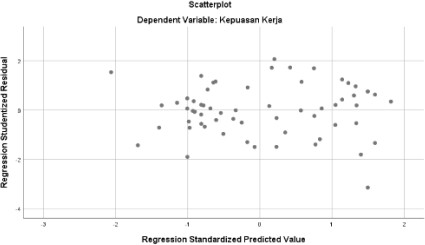 Scatterplot
Dependent Variable: Kepuasan Kerja
Regression Studentized Residual
2
0
-2
-4
-3
-2
-1
0
1
2
Regression Standardized Predicted Value